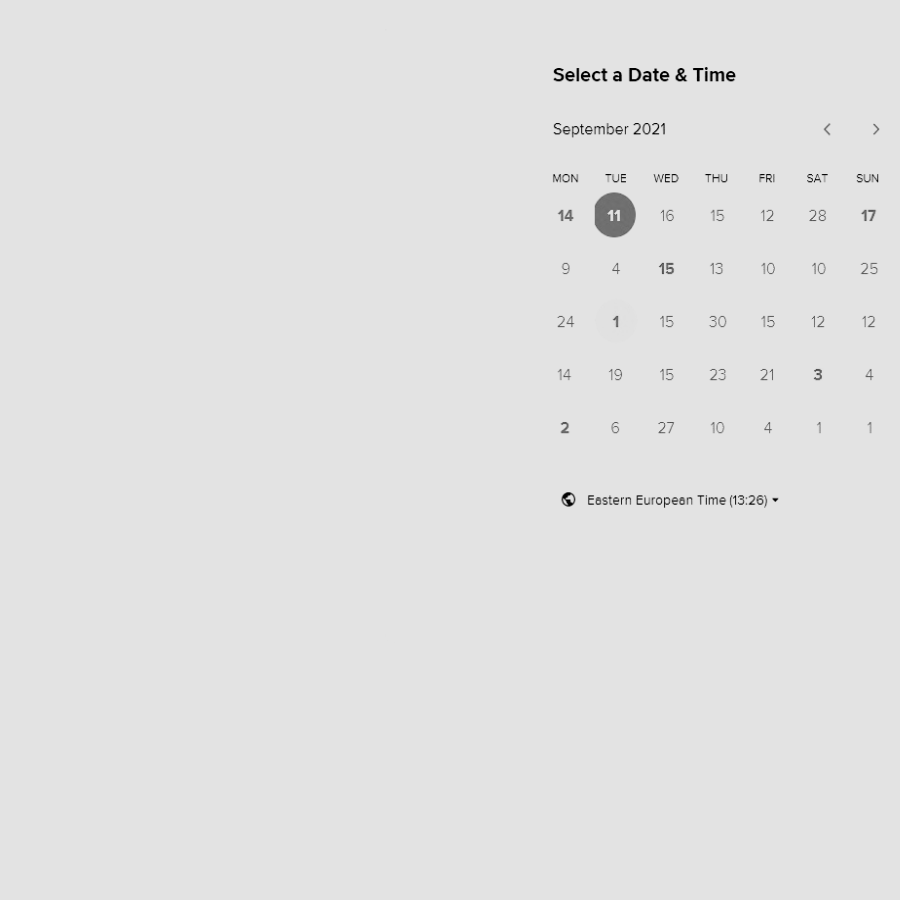 Select a Date & Time
September 2021
MON TUE WED THU FRI SAT SUN
14 11 16 15 12 28 17
9 4 15 13 10 10 25
24 1 15 30 15 12 12
14 19 15 23 21 3 4
2 6 27 10 4 1 1
Eastern European Time (13:26)